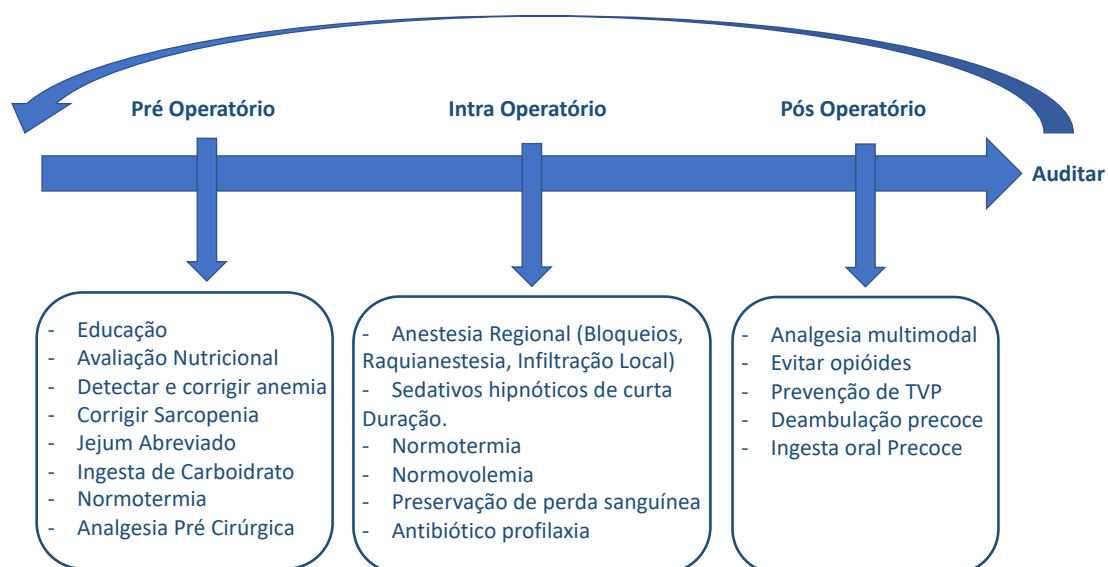 Pré Operatório
Intra Operatório
Pós Operatório
Auditar
- Educação
- Avaliação Nutricional
- Detectar e corrigir anemia
- Corrigir Sarcopenia
- Jejum Abreviado
- Ingesta de Carboidrato
- Normotermia
- Analgesia Pré Cirúrgica
- Anestesia Regional (Bloqueios,
Raquianestesia, Infiltração Local)
- Sedativos hipnóticos de curta
Duração.
- Normotermia
- Normovolemia
- Preservação de perda sanguínea
- Antibiótico profilaxia
- Analgesia multimodal
- Evitar opióides
- Prevenção de TVP
- Deambulação precoce
- Ingesta oral Precoce